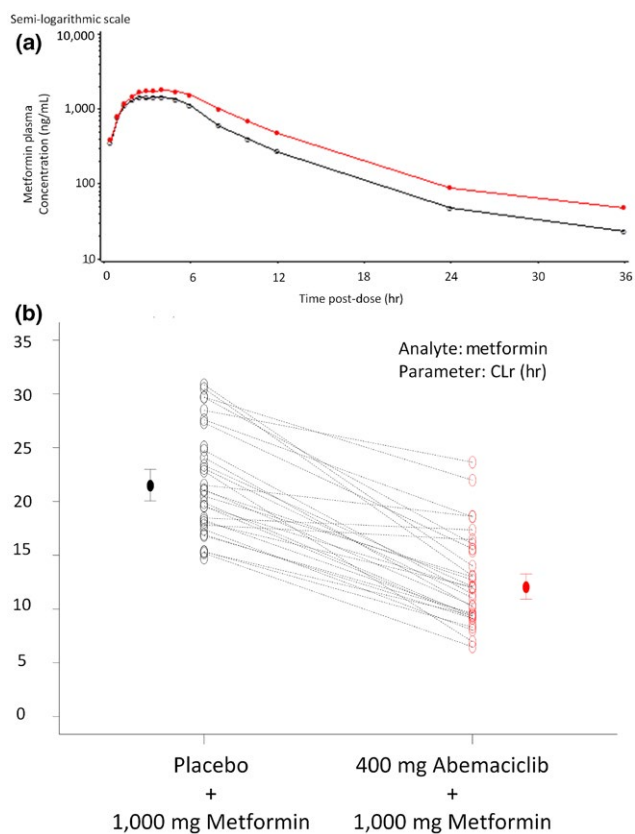 Semi-logarithmic scale
(a)
Metformin plasma
Concentration (ng/mL)
10,000
1,000
100
10
0 6 12 18 24 30 36
Time post-dose (hr)
(b)
Analyte: metformin
Parameter: CLr (hr)
35
30
25
20
15
10
5
0
Placebo
+
1,000 mg Metformin
400 mg Abemaciclib
+
1,000 mg Metformin